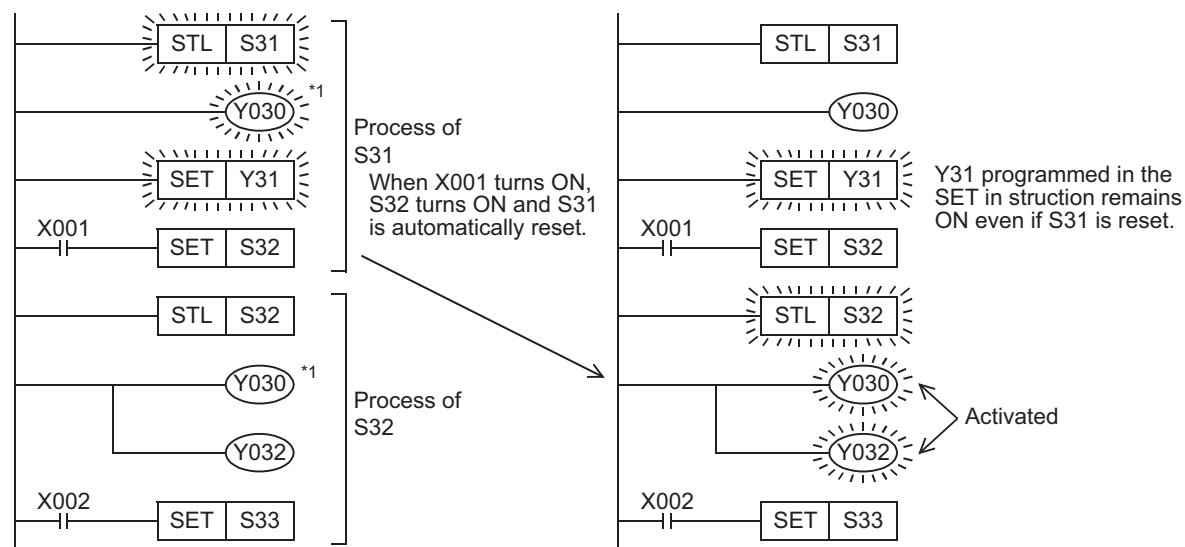 STL S31
Y030 *1
SET Y31
X001
SET S32
Process of
S31
When X001 turns ON,
S32 turns ON and S31
is automatically reset.
STL S32
Y030 *1
Y032
X002
SET S33
Process of
S32
STL S31
Y030
SET Y31
Y31 programmed in the
SET in struction remains
ON even if S31 is reset.
X001
SET S32
STL S32
Y030
Y032
Activated
X002
SET S33